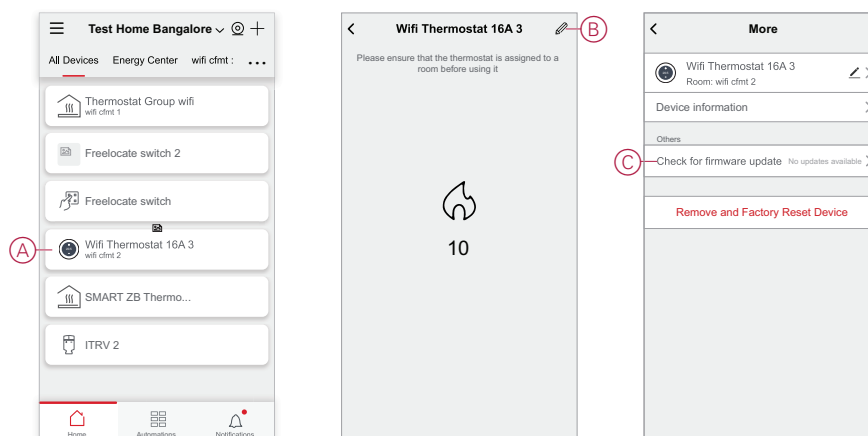 Test Home Bangalore
All Devices Energy Center wifi cfmt : ...
Thermostat Group wifi
wifi cfmt 1
Freelocate switch 2
Freelocate switch
A
Wifi Thermostat 16A 3
wifi cfmt 2
SMART ZB Thermo...
ITRV 2
Home Automations Notifications
Wifi Thermostat 16A 3
B
Please ensure that the thermostat is assigned to a
room before using it
10
More
Wifi Thermostat 16A 3
Room: wifi cfmt 2
Device information
Others
C
Check for firmware update No updates available
Remove and Factory Reset Device